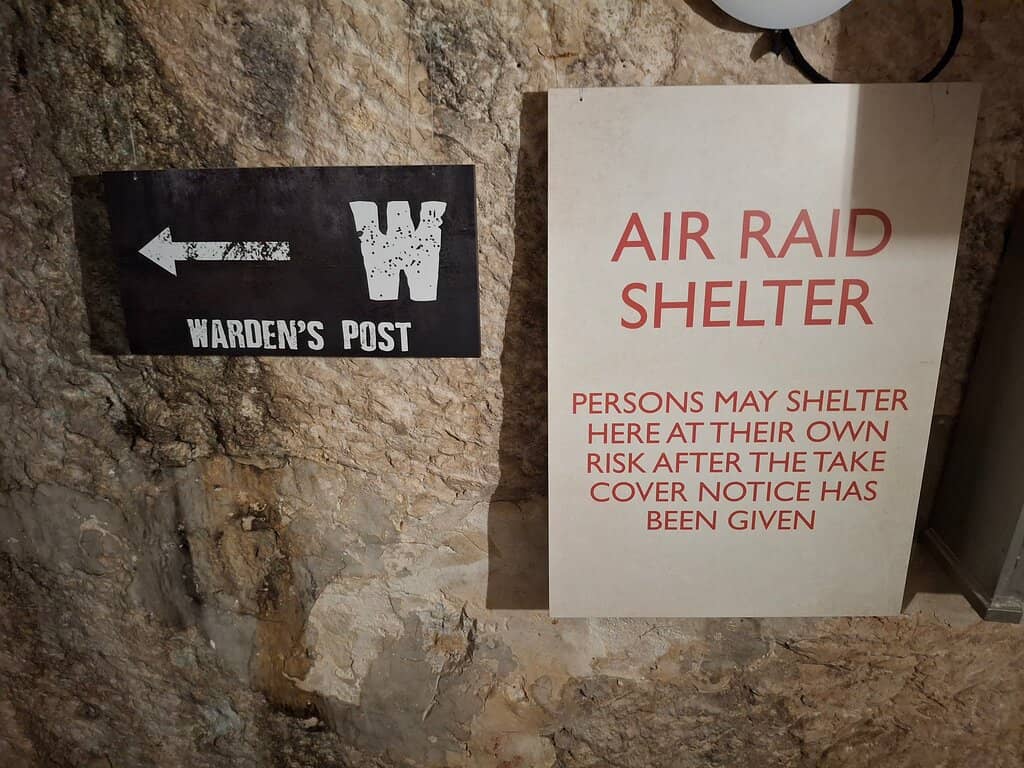 W
WARDEN'S POST
AIR RAID
SHELTER
PERSONS MAY SHELTER
HERE AT THEIR OWN
RISK AFTER THE TAKE
COVER NOTICE HAS
BEEN GIVEN